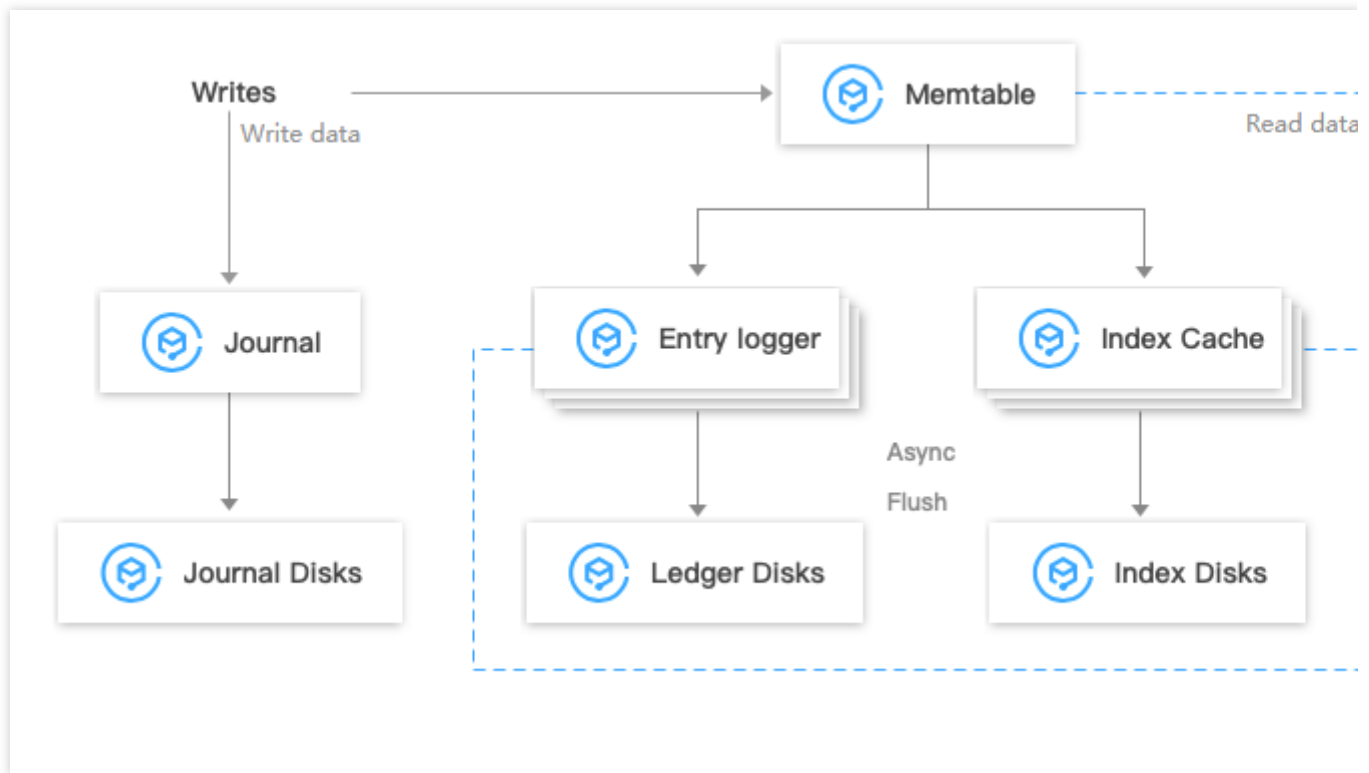 Writes
Memtable
Write data
Read data
Journal
Entry logger
Index Cache
Async
Flush
Journal Disks
Ledger Disks
Index Disks